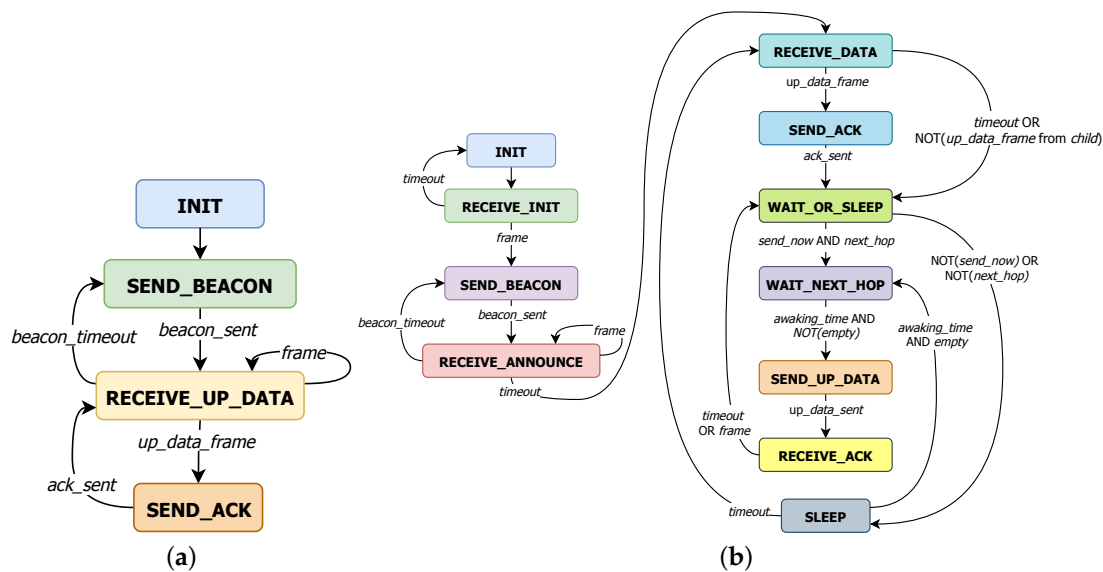 INIT
SEND_BEACON
beacon_timeout
beacon_sent
frame
RECEIVE_UP_DATA
up_data_frame
ack_sent
SEND_ACK
(a)
INIT
timeout
RECEIVE_INIT
frame
SEND_BEACON
beacon_timeout
beacon_sent
frame
RECEIVE_ANNOUNCE
timeout
RECEIVE_DATA
up_data_frame
timeout OR
NOT(up_data_frame from child)
SEND_ACK
ack_sent
WAIT_OR_SLEEP
send_now AND next_hop
NOT(send_now) OR
NOT(next_hop)
WAIT_NEXT_HOP
awaking_time AND
NOT(empty)
awaking_time
AND empty
SEND_UP_DATA
up_data_sent
timeout
OR frame
RECEIVE_ACK
timeout
SLEEP
(b)